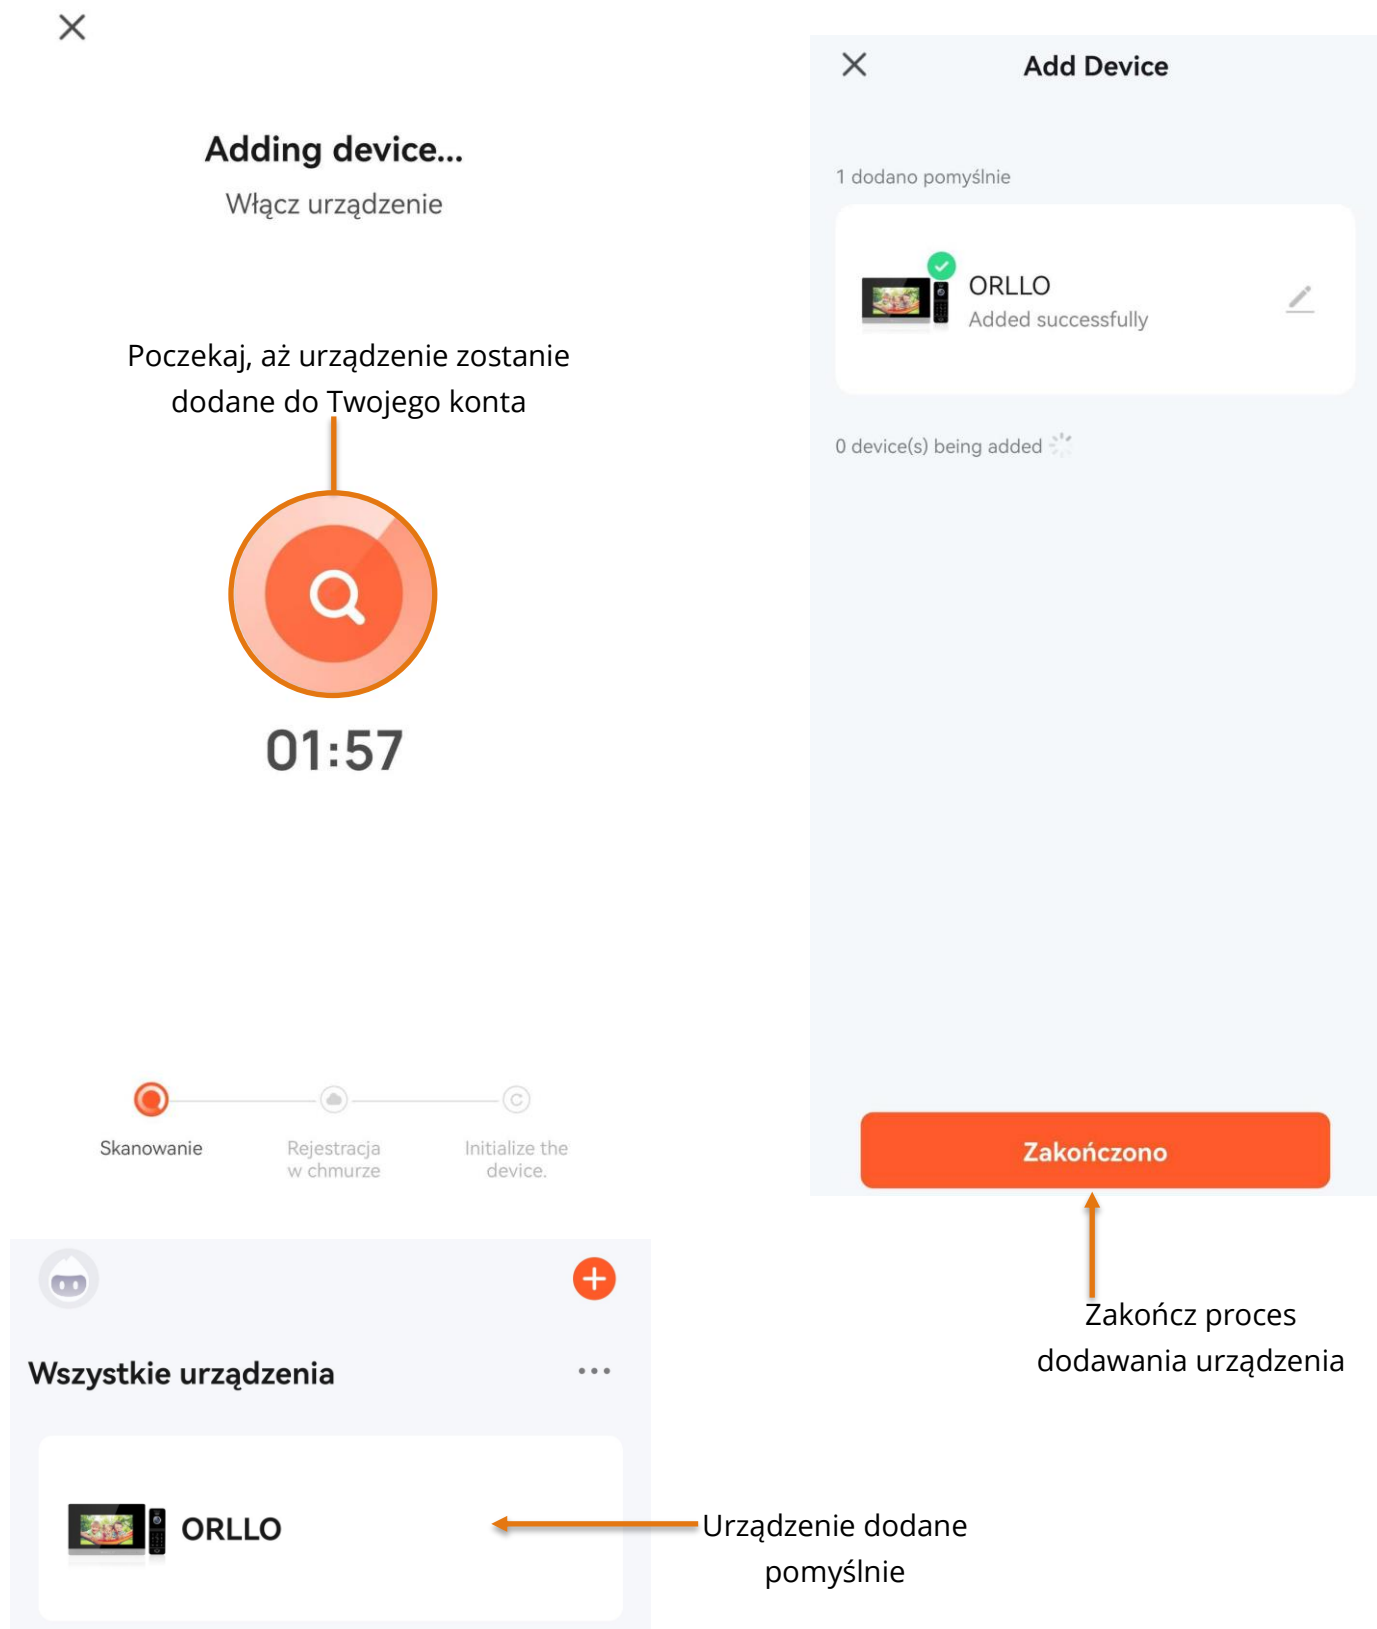 Adding device...
Włącz urządzenie
Poczekaj, aż urządzenie zostanie
dodane do Twojego konta
01:57
Skanowanie
Rejestracja
w chmurze
Initialize the
device.
Add Device
1 dodano pomyślnie
ORLLO
Added successfully
0 device(s) being added
Zakończono
Zakończ proces
dodawania urządzenia
Wszystkie urządzenia
ORLLO
Urządzenie dodane
pomyślnie